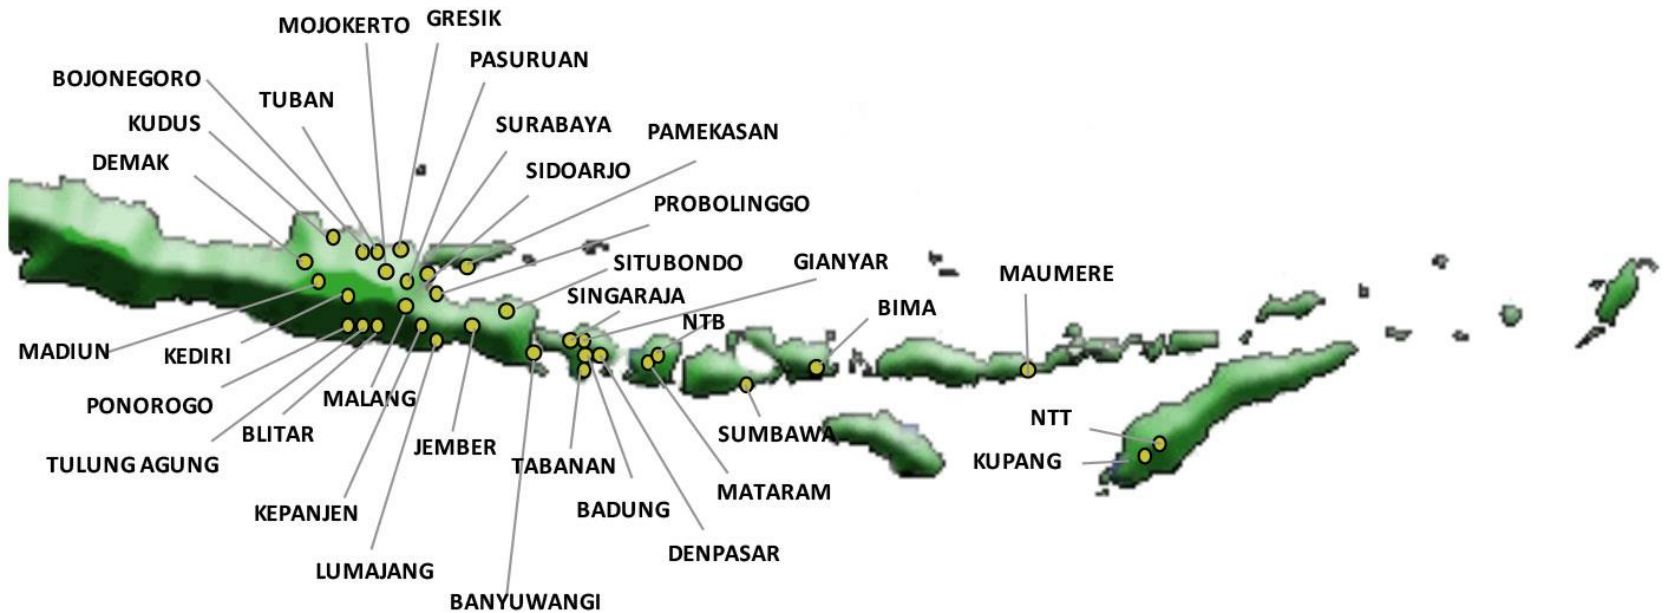 MOJOKERTO
GRESIK
PASURUAN
BOJONEGORO
TUBAN
KUDUS
SURABAYA
PAMEKASAN
DEMAK
SIDOARJO
PROBOLINGGO
SITUBONDO
GIANYAR
MAUMERE
SINGARAJA
BIMA
NTB
MADIUN
KEDIRI
PONOROGO
MALANG
BLITAR
JEMBER
SUMBAWA
NTT
TULUNG AGUNG
TABANAN
KUPANG
MATARAM
KEPANJEN
BADUNG
DENPASAR
LUMAJANG
BANYUWANGI